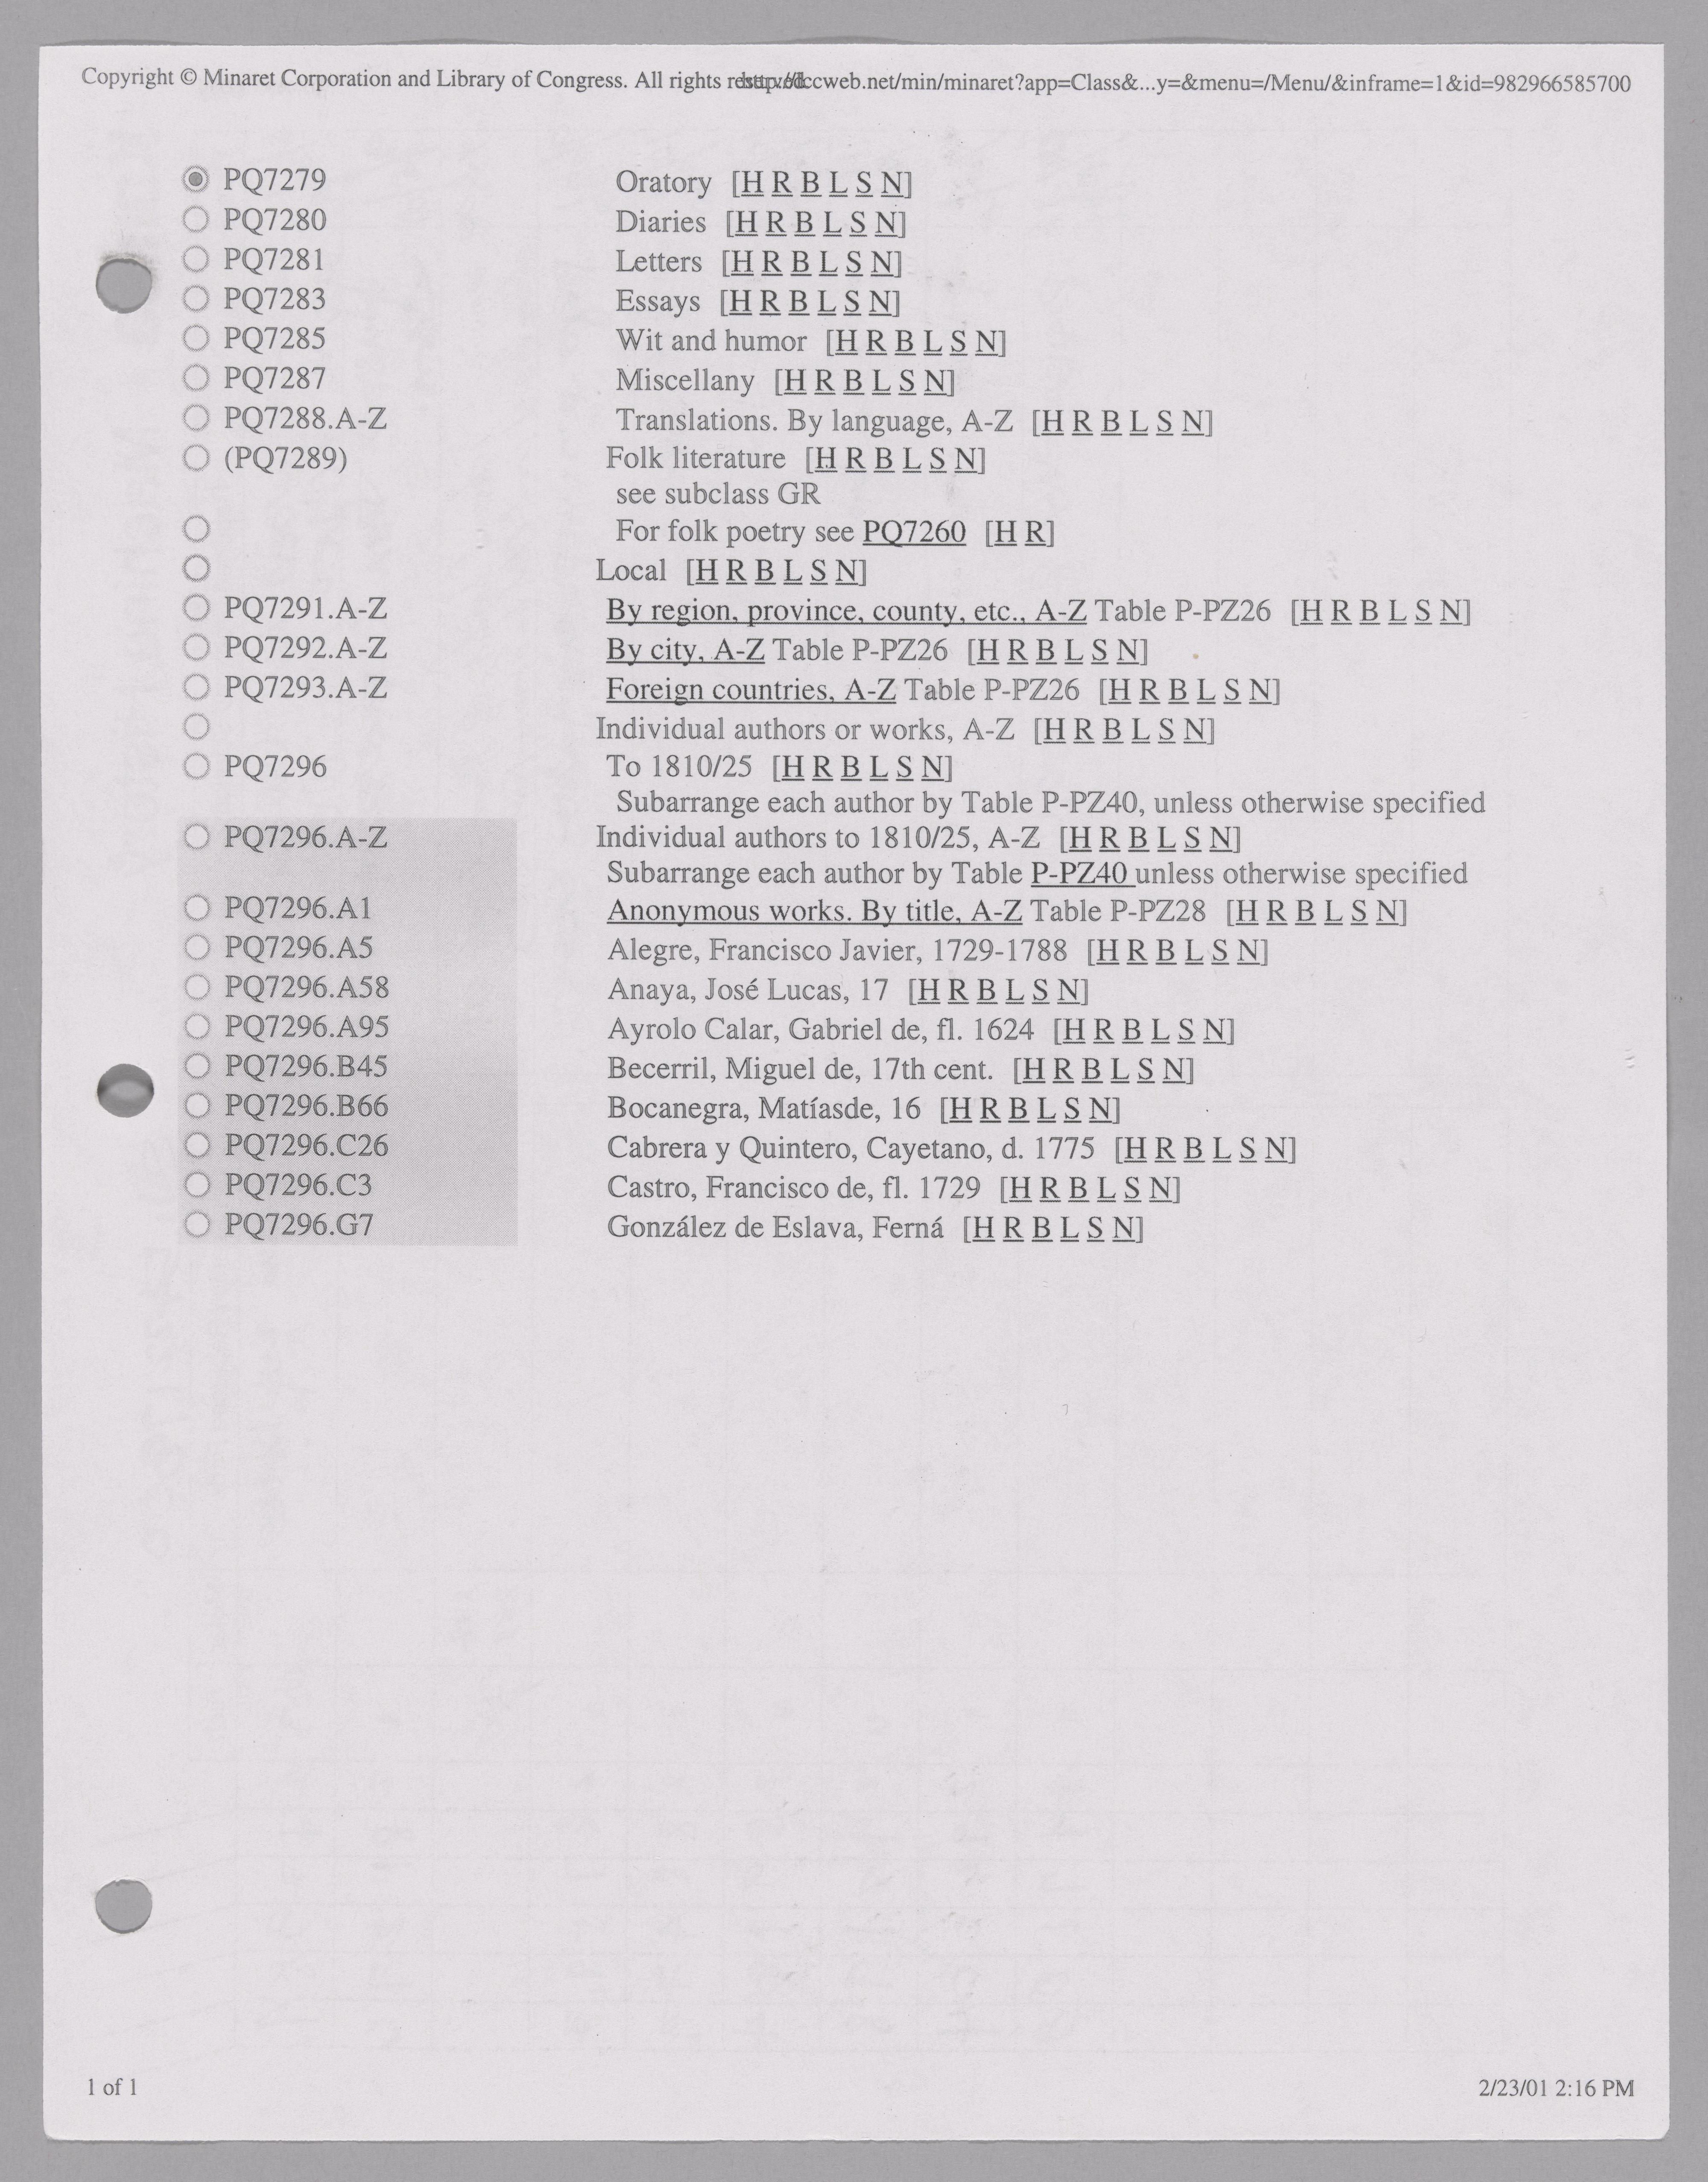 Copyright © Minaret Corporation and Library of Congress. All rights ccweb.net/min/minaret?app=Class&...y=&menu=/Menu/&inframe=1&id=982966585700
PQ7279 Oratory [H R B L S N]
PQ7280 Diaries [H R B L S N]
PQ7281 Letters [H R B L S N]
PQ7283 Essays [H R B L S N]
PQ7285 Wit and humor [H R B L S N]
PQ7287 Miscellany [H R B L S N]
PQ7288.A-Z Translations. By language, A-Z [H R B L S N]
(PQ7289) Folk literature [H R B L S N]
see subclass GR
For folk poetry see PQ7260 [H R]
Local [H R B L S N]
PQ7291.A-Z By region, province, county, etc., A-Z Table P-PZ26 [H R B L S N]
PQ7292.A-Z By city, A-Z Table P-PZ26 [H R B L S N]
PQ7293.A-Z Foreign countries, A-Z Table P-PZ26 [H R B L S N]
Individual authors or works, A-Z [H R B L S N]
PQ7296 To 1810/25 [H R B L S N]
Subarrange each author by Table P-PZ40, unless otherwise specified
PQ7296.A-Z Individual authors to 1810/25, A-Z [H R B L S N]
Subarrange each author by Table P-PZ40 unless otherwise specified
PQ7296.A1 Anonymous works. By title, A-Z Table P-PZ28 [H R B L S N]
PQ7296.A5 Alegre, Francisco Javier, 1729-1788 [H R B L S N]
PQ7296.A58 Anaya, José Lucas, 17 [H R B L S N]
PQ7296.A95 Ayrolo Calar, Gabriel de, fl. 1624 [H R B L S N]
PQ7296.B45 Becerril, Miguel de, 17th cent. [H R B L S N]
PQ7296.B66 Bocanegra, Matíasde, 16 [H R B L S N]
PQ7296.C26 Cabrera y Quintero, Cayetano, d. 1775 [H R B L S N]
PQ7296.C3 Castro, Francisco de, fl. 1729 [H R B L S N]
PQ7296.G7 González de Eslava, Ferná [H R B L S N]
1 of 1 2/23/01 2:16 PM